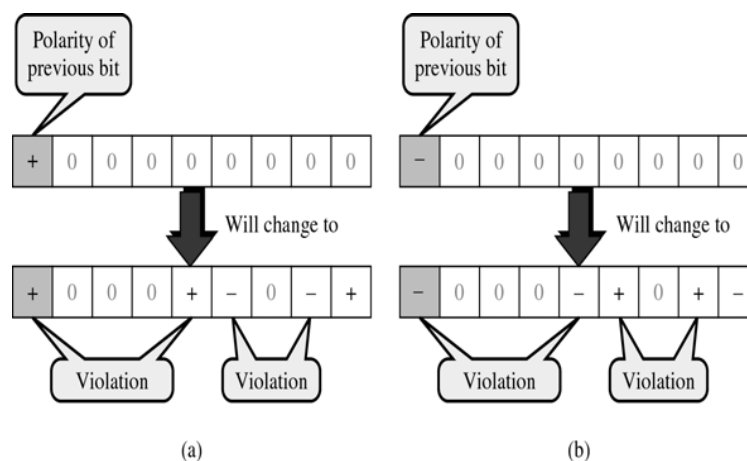 Polarity of
previous bit
Polarity of
previous bit
+ 0 0 0 0 0 0 0 0
− 0 0 0 0 0 0 0 0
Will change to
Will change to
+ 0 0 0 + − 0 − +
− 0 0 0 − + 0 + −
Violation
Violation
Violation
Violation
(a)
(b)